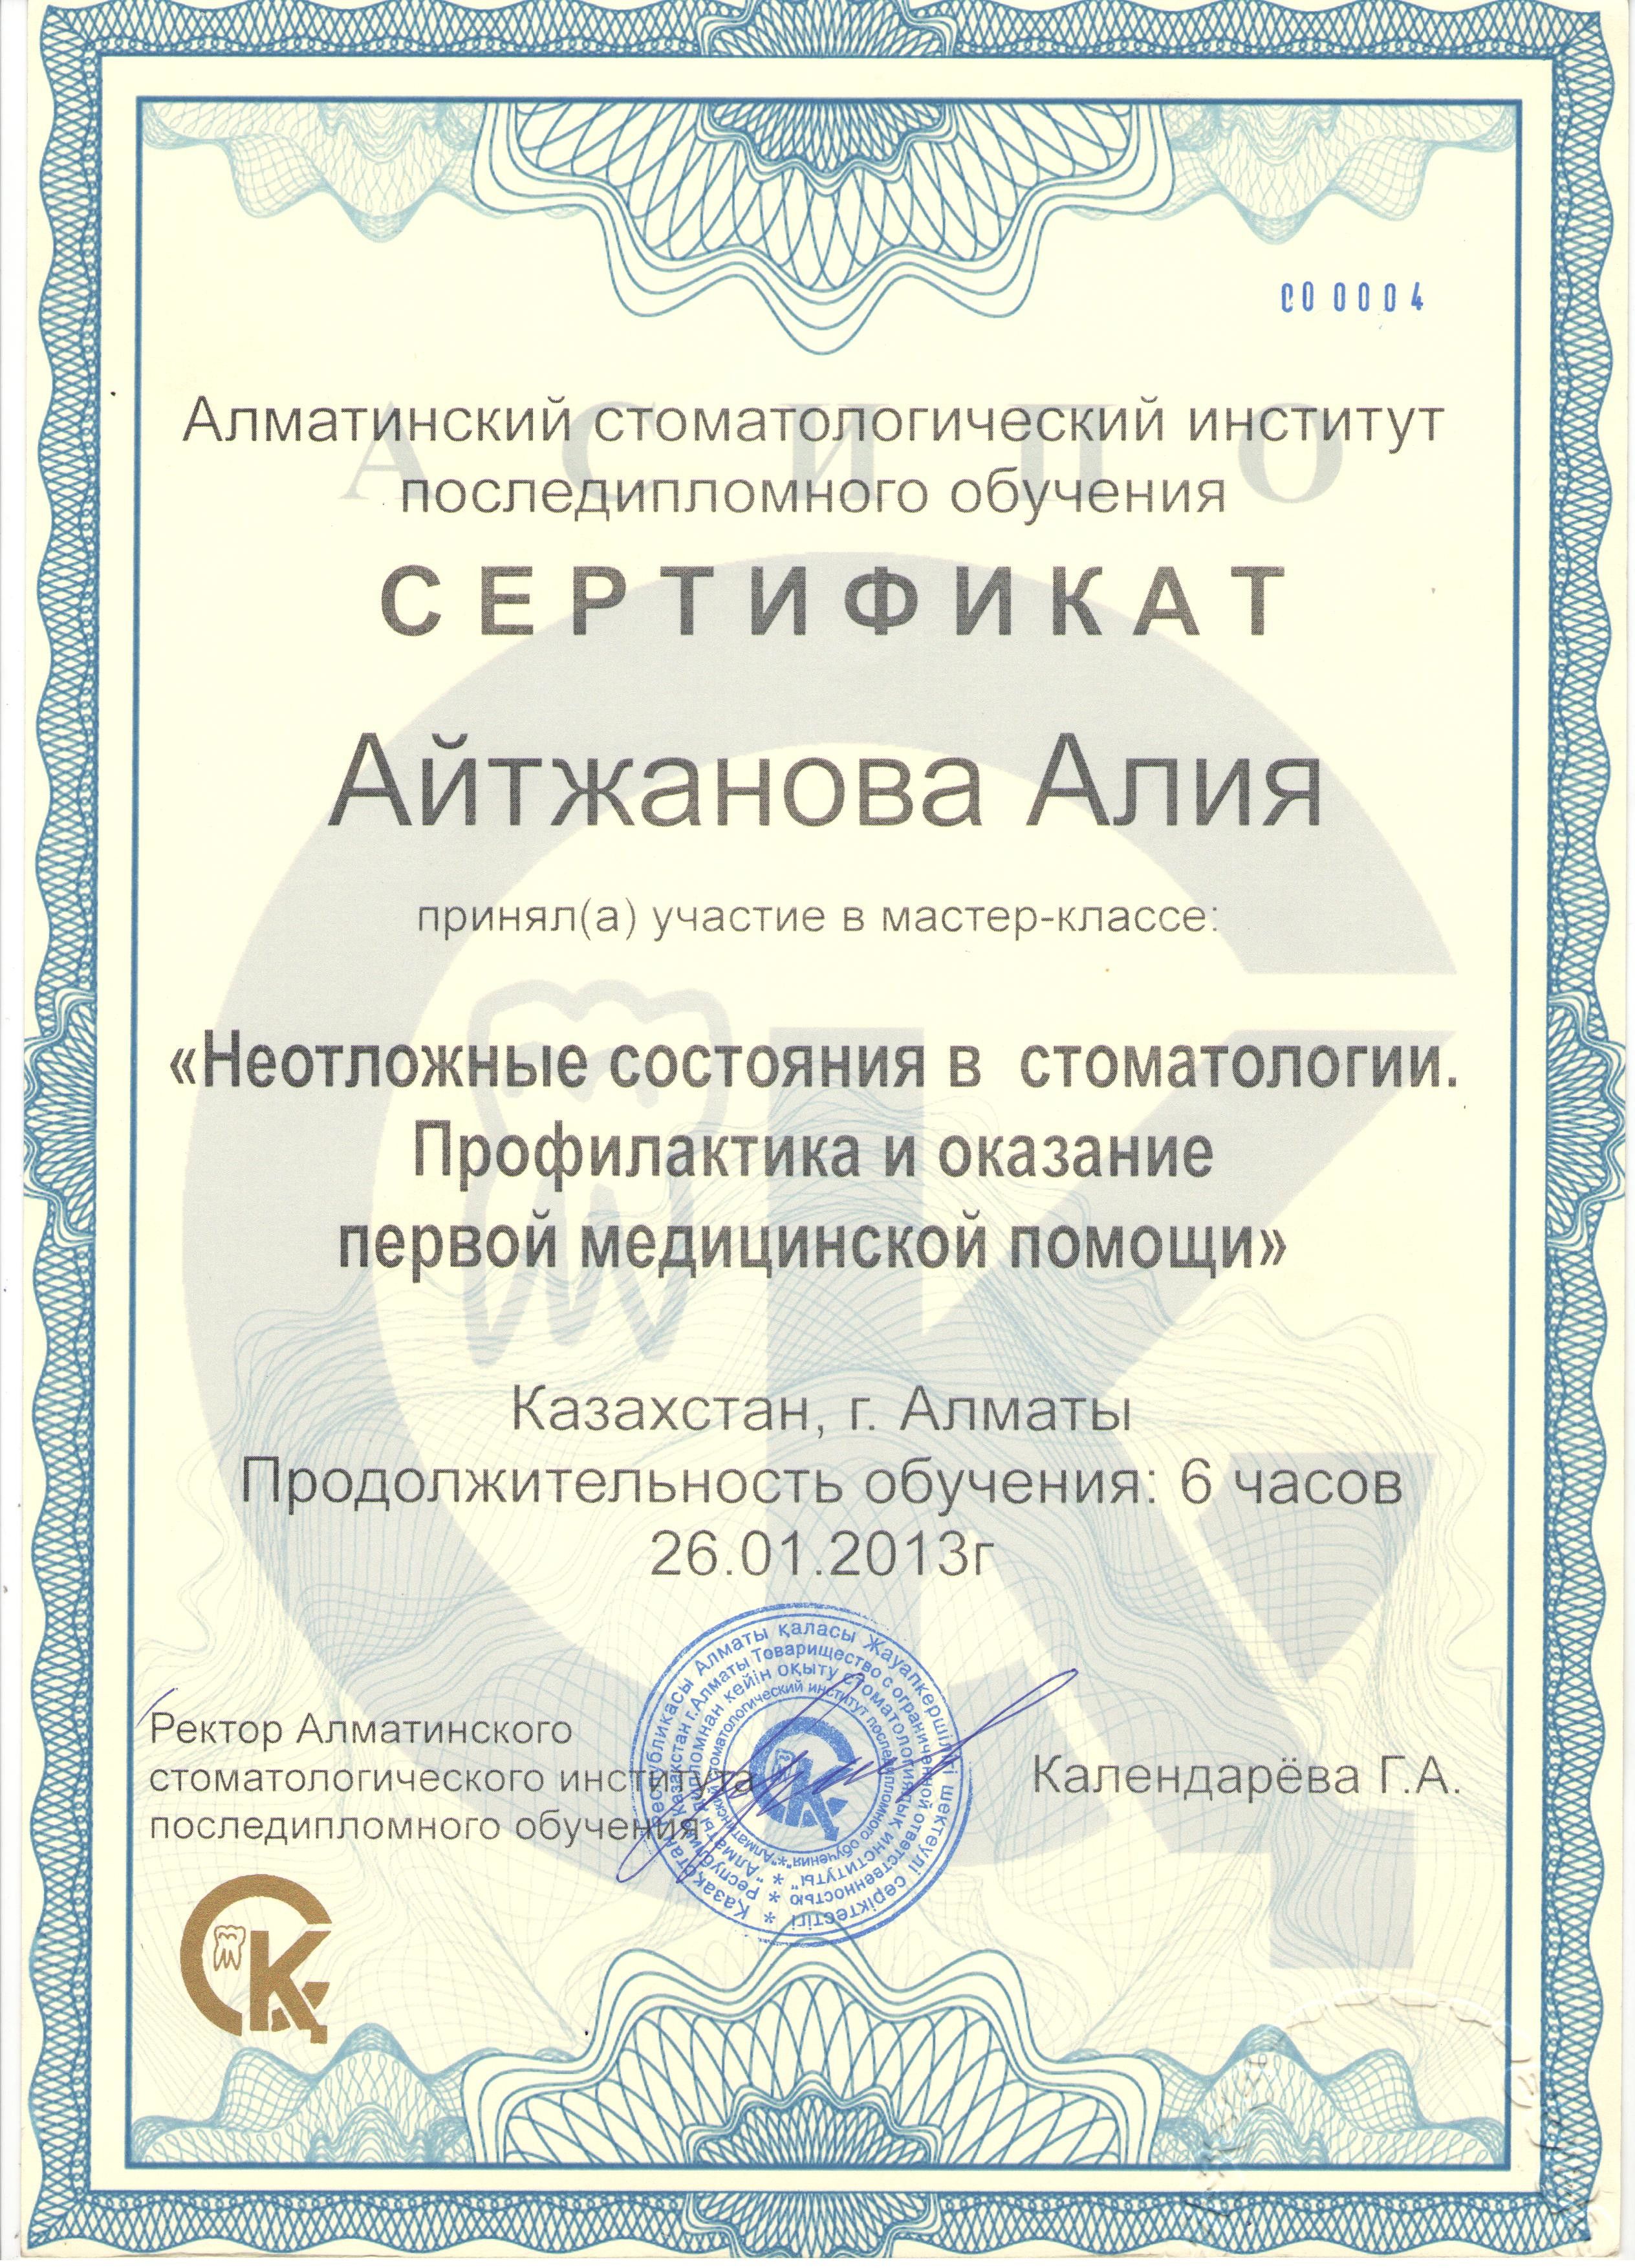 000004
Алматинский стоматологический институт
АСИПО
последипломного обучения
СЕРТИФИКАТ
Айтжанова Алия
принял(а) участие в мастер-классе:
«Неотложные состояния в стоматологии.
Профилактика и оказание
первой медицинской помощи»
Казахстан, г. Алматы
Продолжительность обучения: 6 часов
26.01.2013г
Ректор Алматинского
стоматологического института
последипломного обучения
Календарёва Г.А.
Қазақстан Республикасы Алматы қаласы Жауапкершілігі шектеулі серіктестігі *
Республика Казахстан г.Алматы Товарищество с ограниченной ответственностью *
"Алматы дипломнан кейін оқыту стоматологиялық институты" *
"Алматинский стоматологический институт последипломного обучения" *
СК